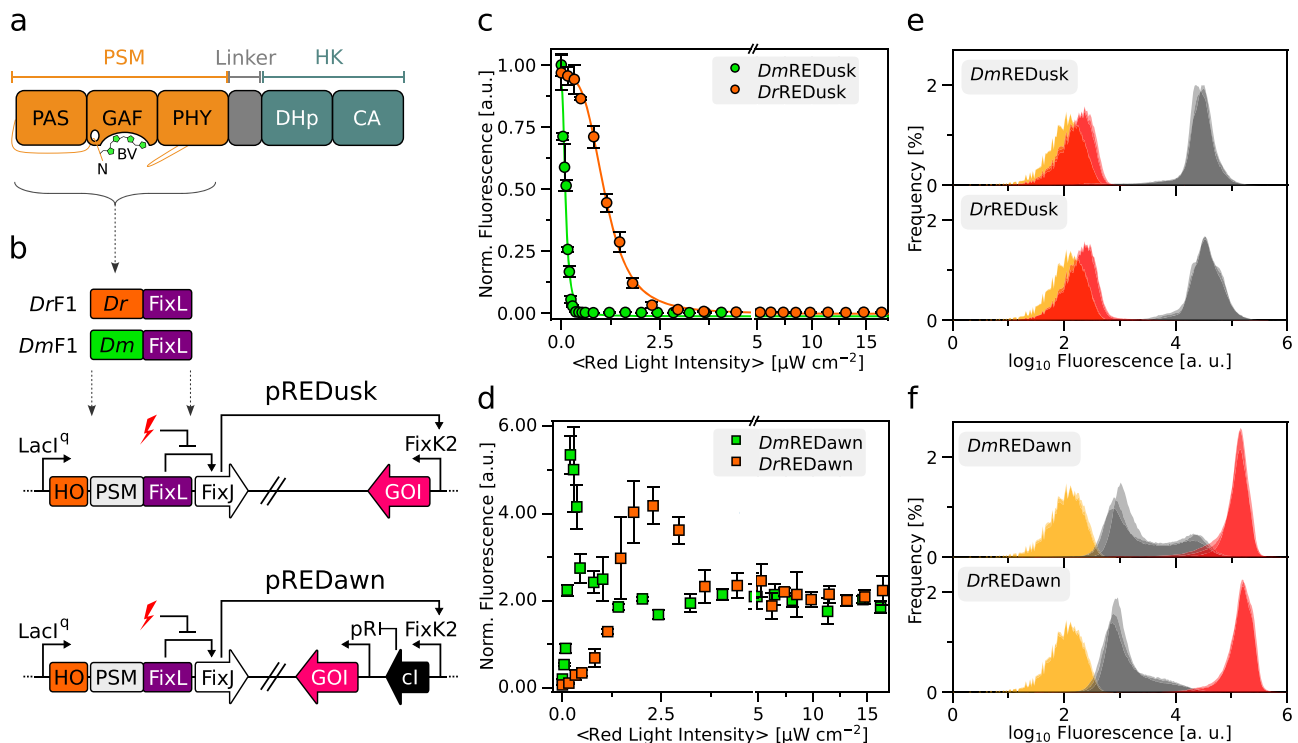 a
PSM
Linker
HK
PAS
GAF
PHY
DHp
CA
BV
N
b
DrF1
Dr
FixL
DmF1
Dm
FixL
pREDusk
LacI^q
FixK2
HO
PSM
FixL
FixJ
GOI
pREDawn
LacI^q
pRI
FixK2
HO
PSM
FixL
FixJ
GOI
cI
c
Norm. Fluorescence [a.u.]
1.00
0.75
0.50
0.25
0.00
DmREDusk
DrREDusk
0.0
2.5
5
10
15
<Red Light Intensity> [µW cm⁻²]
d
Norm. Fluorescence [a.u.]
6.00
4.00
2.00
0.00
DmREDawn
DrREDawn
0.0
2.5
5
10
15
<Red Light Intensity> [µW cm⁻²]
e
Frequency [%]
DmREDusk
2
0
DrREDusk
2
0
0
2
4
6
log₁₀ Fluorescence [a. u.]
f
Frequency [%]
DmREDawn
2
0
DrREDawn
2
0
0
2
4
6
log₁₀ Fluorescence [a. u.]